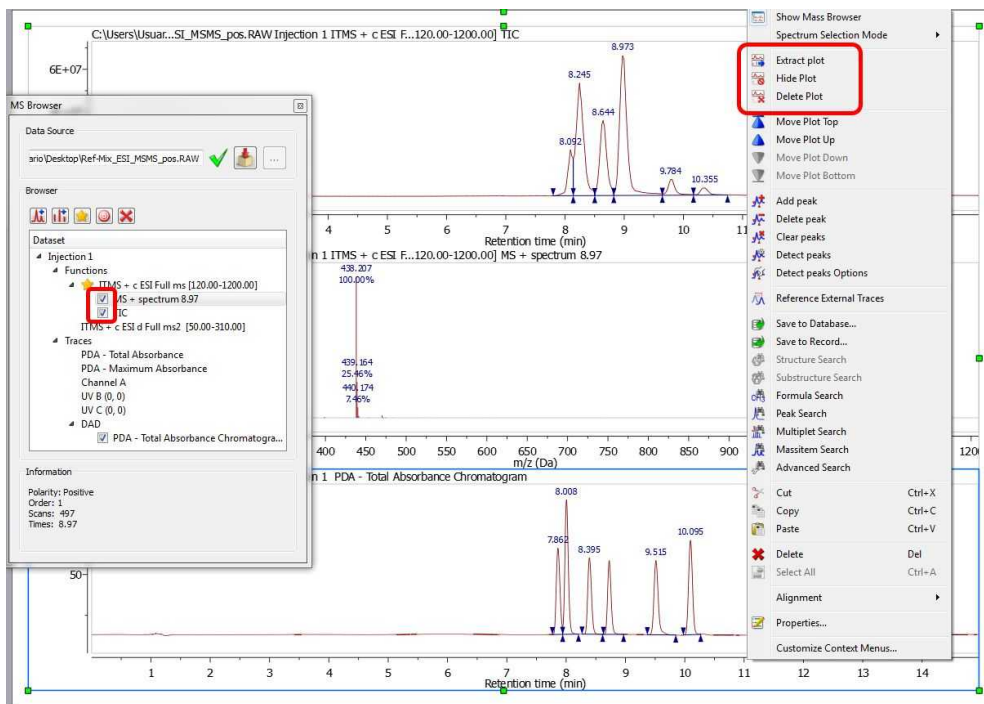 C:\Users\Usuar...SI_MSMS_pos.RAW Injection 1 ITMS + c ESI F...120.00-1200.00] TIC
6E+07
8.092
8.245
8.644
8.973
9.784
10.355
4 5 6 7 8 9 10 11
Retention time (min)
n 1 ITMS + c ESI F...120.00-1200.00] MS + spectrum 8.97
438.207
100.00%
439.164
25.46%
440.174
7.46%
400 450 500 550 600 650 700 750 800 850 900 120
m/z (Da)
n 1 PDA - Total Absorbance Chromatogram
50
7.862
8.008
8.395
9.515
10.095
1 2 3 4 5 6 7 8 9 10 11 12 13 14
Retention time (min)
MS Browser
Data Source
ario\Desktop\Ref-Mix_ESI_MSMS_pos.RAW
...
Browser
Dataset
Injection 1
Functions
ITMS + c ESI Full ms [120.00-1200.00]
MS + spectrum 8.97
TIC
ITMS + c ESI d Full ms2 [50.00-310.00]
Traces
PDA - Total Absorbance
PDA - Maximum Absorbance
Channel A
UV B (0, 0)
UV C (0, 0)
DAD
PDA - Total Absorbance Chromatogra...
Information
Polarity: Positive
Order: 1
Scans: 497
Times: 8.97
Show Mass Browser
Spectrum Selection Mode
Extract plot
Hide Plot
Delete Plot
Move Plot Top
Move Plot Up
Move Plot Down
Move Plot Bottom
Add peak
Delete peak
Clear peaks
Detect peaks
Detect peaks Options
Reference External Traces
Save to Database...
Save to Record...
Structure Search
Substructure Search
Formula Search
Peak Search
Multiplet Search
Massitem Search
Advanced Search
Cut Ctrl+X
Copy Ctrl+C
Paste Ctrl+V
Delete Del
Select All Ctrl+A
Alignment
Properties...
Customize Context Menus...